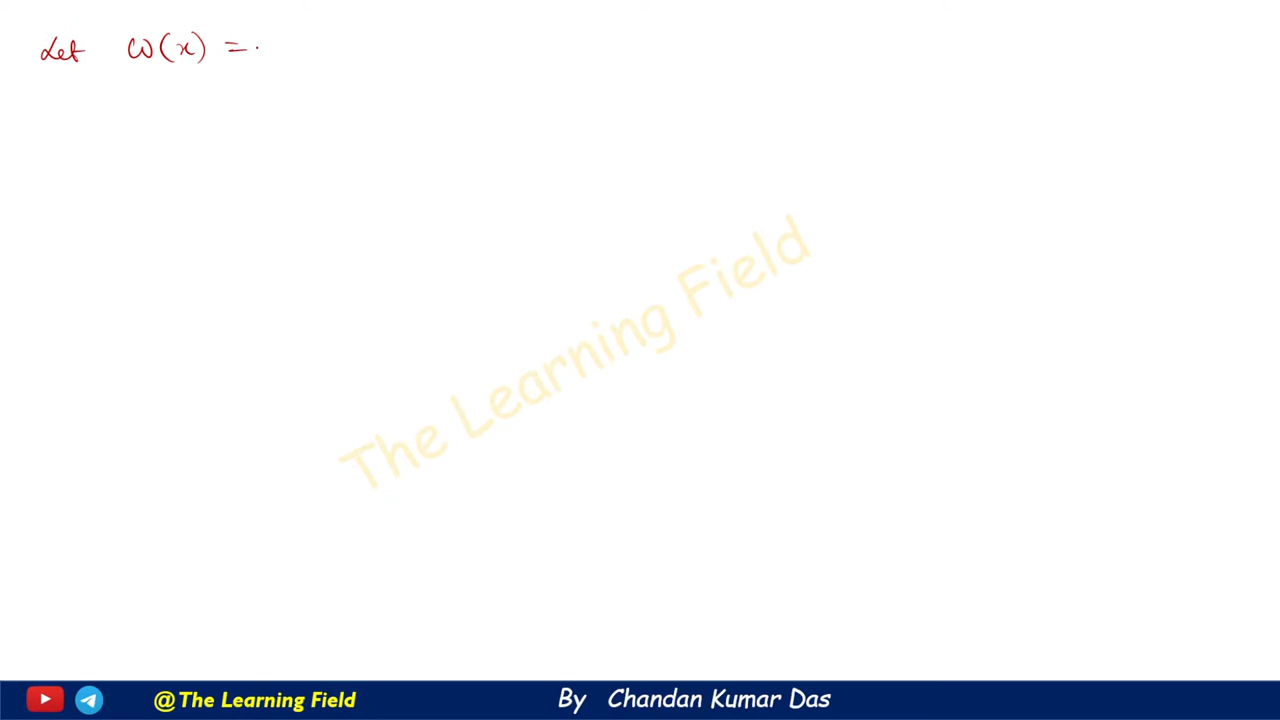 Let ω(x) =
The Learning Field
@The Learning Field
By Chandan Kumar Das